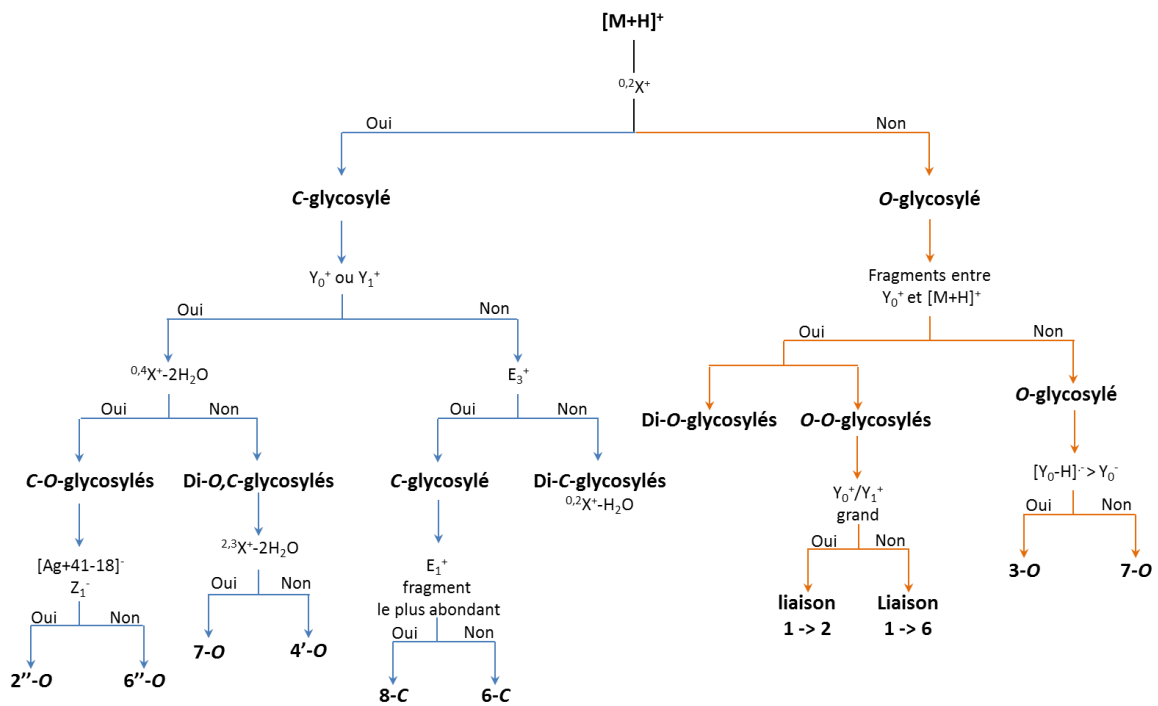 [M+H]⁺
⁰,²X⁺
Oui
Non
C-glycosylé
O-glycosylé
Y₀⁺ ou Y₁⁺
Fragments entre
Y₀⁺ et [M+H]⁺
Oui
Non
Oui
Non
⁰,⁴X⁺-2H₂O
E₃⁺
O-glycosylé
Oui
Non
Oui
Non
Di-O-glycosylés
O-O-glycosylés
C-O-glycosylés
Di-O,C-glycosylés
C-glycosylé
Di-C-glycosylés
⁰,²X⁺-H₂O
[Y₀-H]·⁻> Y₀⁻
Y₀⁺/Y₁⁺
grand
Oui
Non
Oui
Non
[Ag+41-18]⁻
Z₁⁻
²,³X⁺-2H₂O
E₁⁺
fragment
le plus abondant
3-O
7-O
Oui
Non
liaison
1 -> 2
Liaison
1 -> 6
Oui
Non
Oui
Non
7-O
4'-O
2''-O
6''-O
8-C
6-C